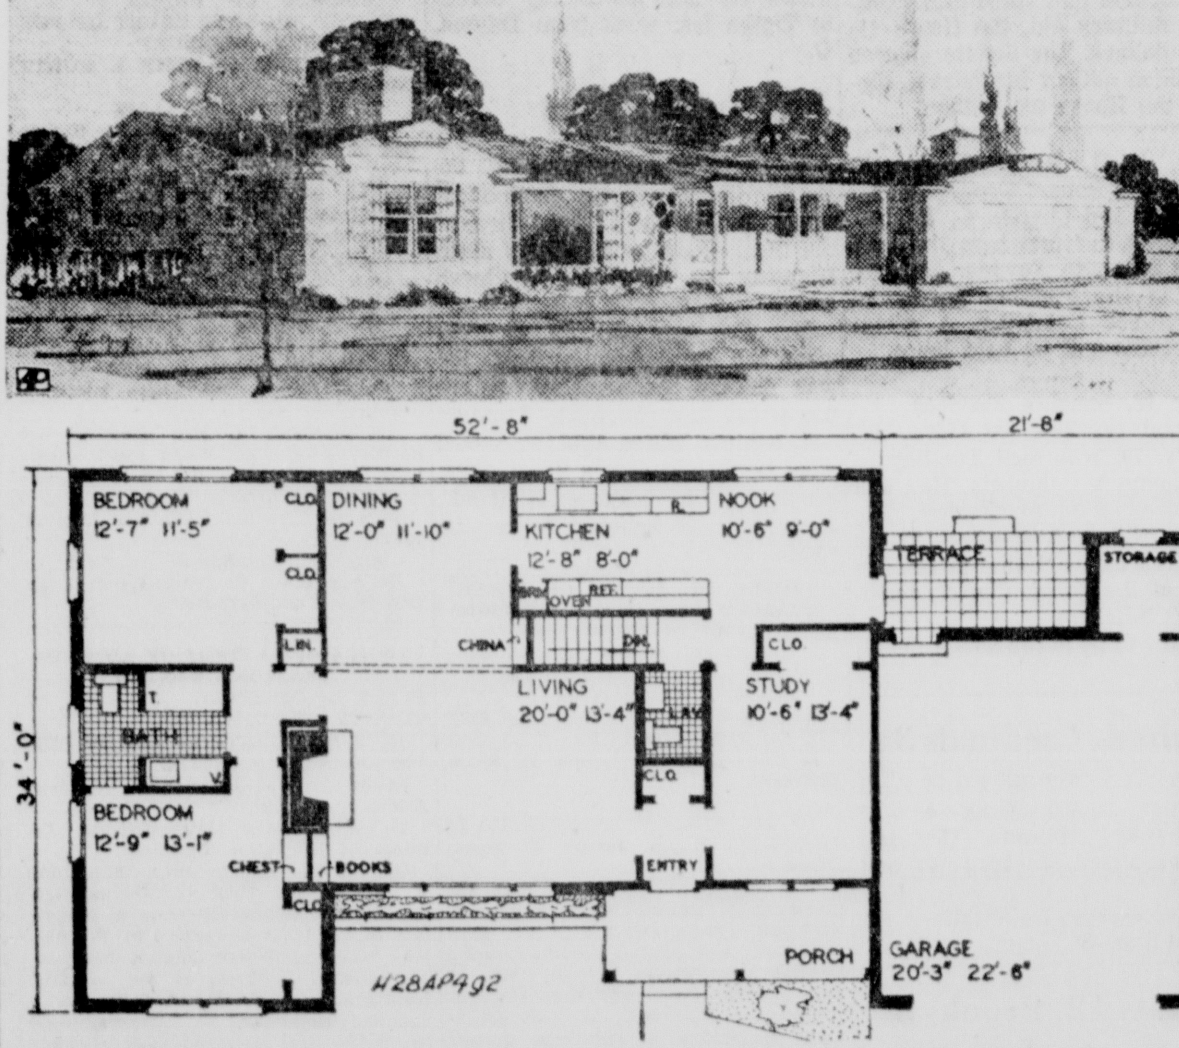 AP
52'-8" 21'-8"
BEDROOM CLO. DINING NOOK
12'-7" 11'-5" 12'-0" 11'-10" R. 10'-6" 9'-0"
KITCHEN
12'-8" 8'-0"
TERRACE STORAGE
CLO. BRM REF.
OVEN
LIN. CHINA DN. CLO.
LIVING STUDY
T. 20'-0" 13'-4" LAV. 10'-6" 13'-4"
BATH
34'-0"
V. CLO.
BEDROOM
12'-9" 13'-1"
CHEST BOOKS ENTRY
CLO.
PORCH GARAGE
20'-3" 22'-6"
H28AP492